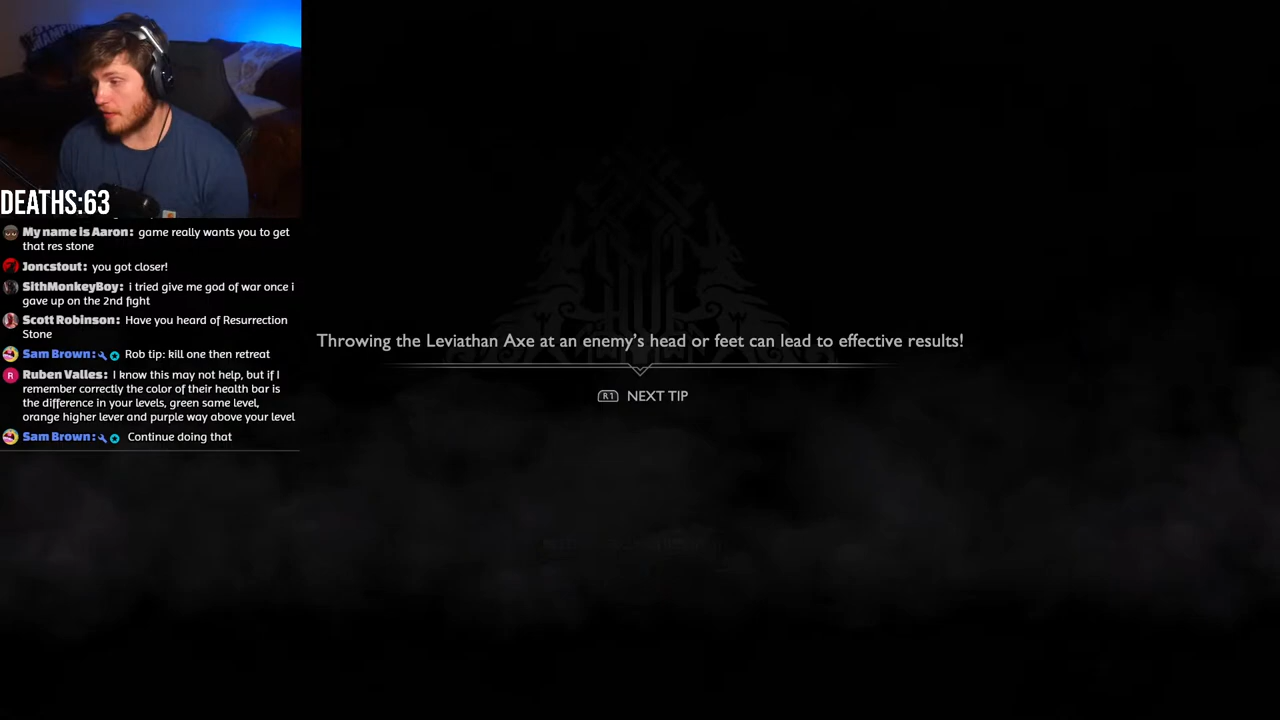 DEATHS:63
My name is Aaron: game really wants you to get
that res stone
Joncstout: you got closer!
SithMonkeyBoy: i tried give me god of war once i
gave up on the 2nd fight
Scott Robinson: Have you heard of Resurrection
Stone
Sam Brown: Rob tip: kill one then retreat
R Ruben Valles: I know this may not help, but if I
remember correctly the color of their health bar is
the difference in your levels, green same level,
orange higher lever and purple way above your level
Sam Brown: Continue doing that
Throwing the Leviathan Axe at an enemy's head or feet can lead to effective results!
R1 NEXT TIP